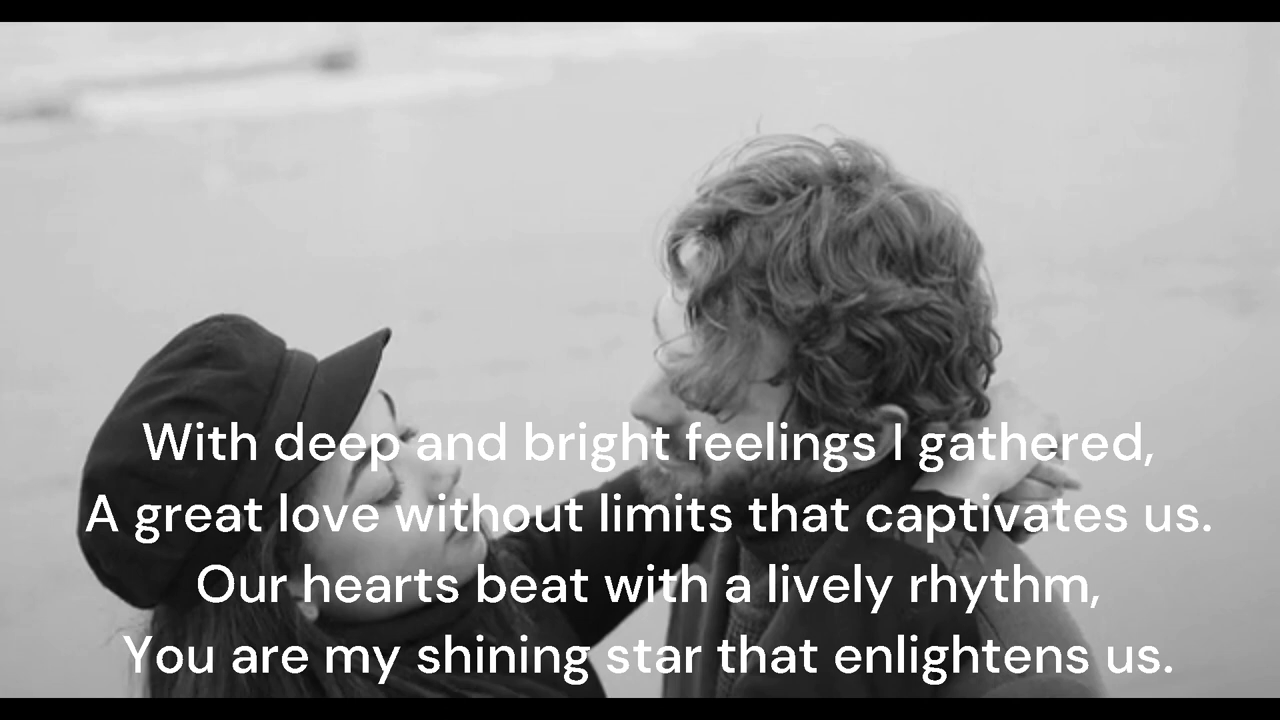 With deep and bright feelings I gathered,
A great love without limits that captivates us.
Our hearts beat with a lively rhythm,
You are my shining star that enlightens us.